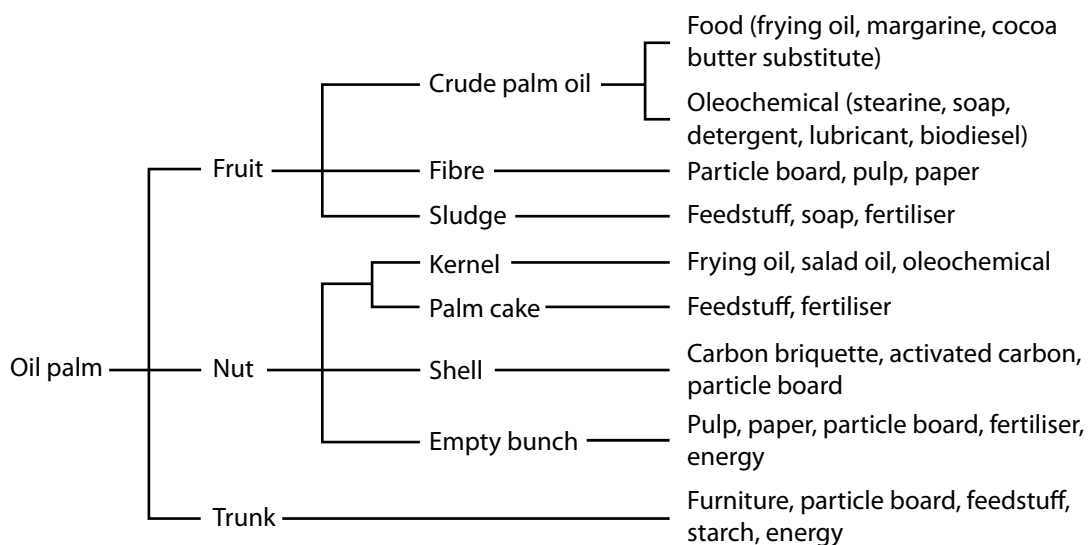 Food (frying oil, margarine, cocoa
butter substitute)
Crude palm oil
Oleochemical (stearine, soap,
detergent, lubricant, biodiesel)
Fruit
Fibre
Particle board, pulp, paper
Sludge
Feedstuff, soap, fertiliser
Kernel
Frying oil, salad oil, oleochemical
Palm cake
Feedstuff, fertiliser
Oil palm
Nut
Shell
Carbon briquette, activated carbon,
particle board
Empty bunch
Pulp, paper, particle board, fertiliser,
energy
Trunk
Furniture, particle board, feedstuff,
starch, energy